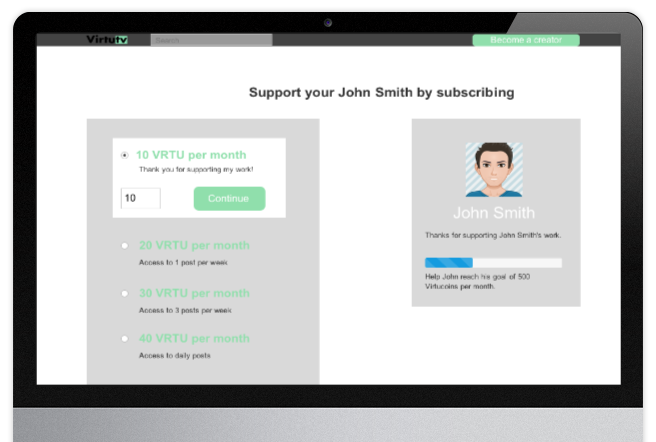 Virtutv
Search
Become a creator
Support your John Smith by subscribing
10 VRTU per month
Thank you for supporting my work!
10
Continue
20 VRTU per month
Access to 1 post per week
30 VRTU per month
Access to 3 posts per week
40 VRTU per month
Access to daily posts
John Smith
Thanks for supporting John Smith's work.
Help John reach his goal of 500
Virtucoins per month.